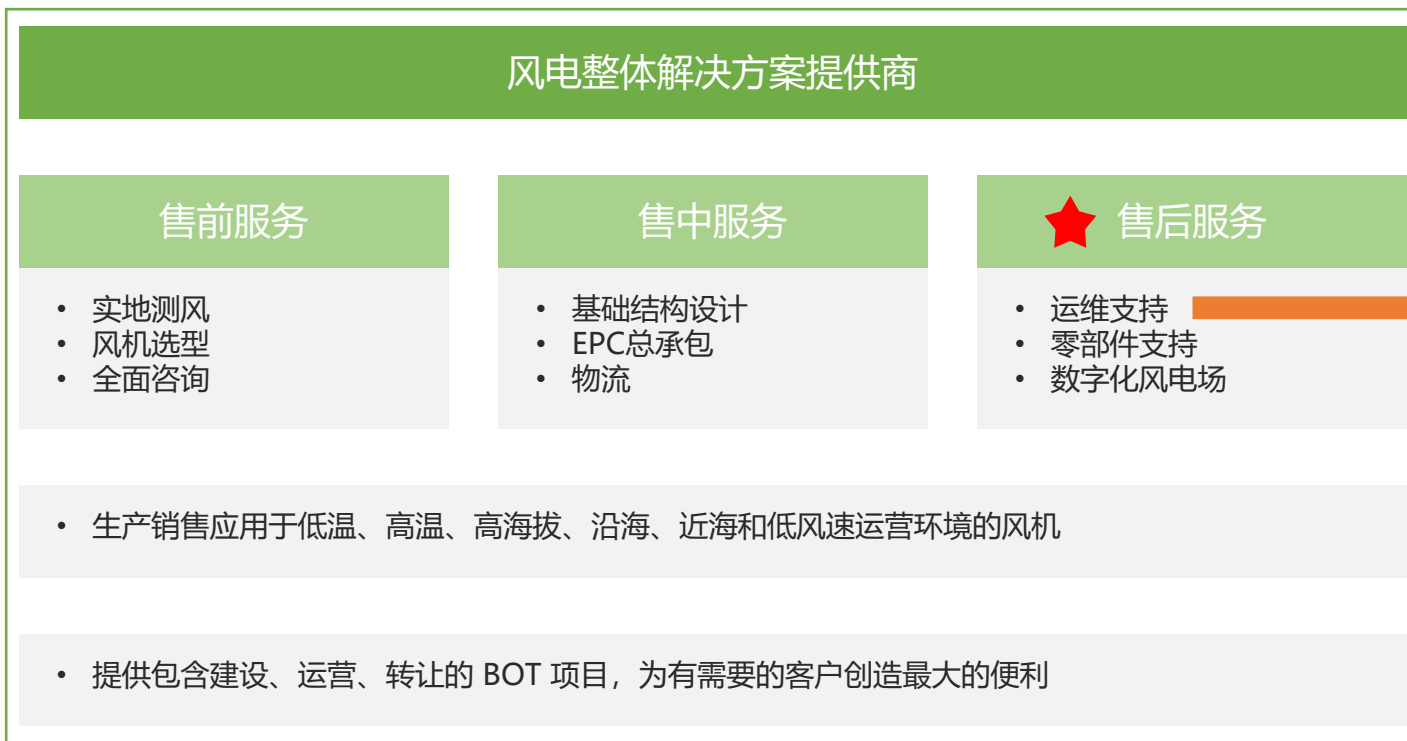 风电整体解决方案提供商
售前服务
• 实地测风
• 风机选型
• 全面咨询
售中服务
• 基础结构设计
• EPC总承包
• 物流
售后服务
• 运维支持
• 零部件支持
• 数字化风电场
• 生产销售应用于低温、高温、高海拔、沿海、近海和低风速运营环境的风机
• 提供包含建设、运营、转让的 BOT 项目，为有需要的客户创造最大的便利